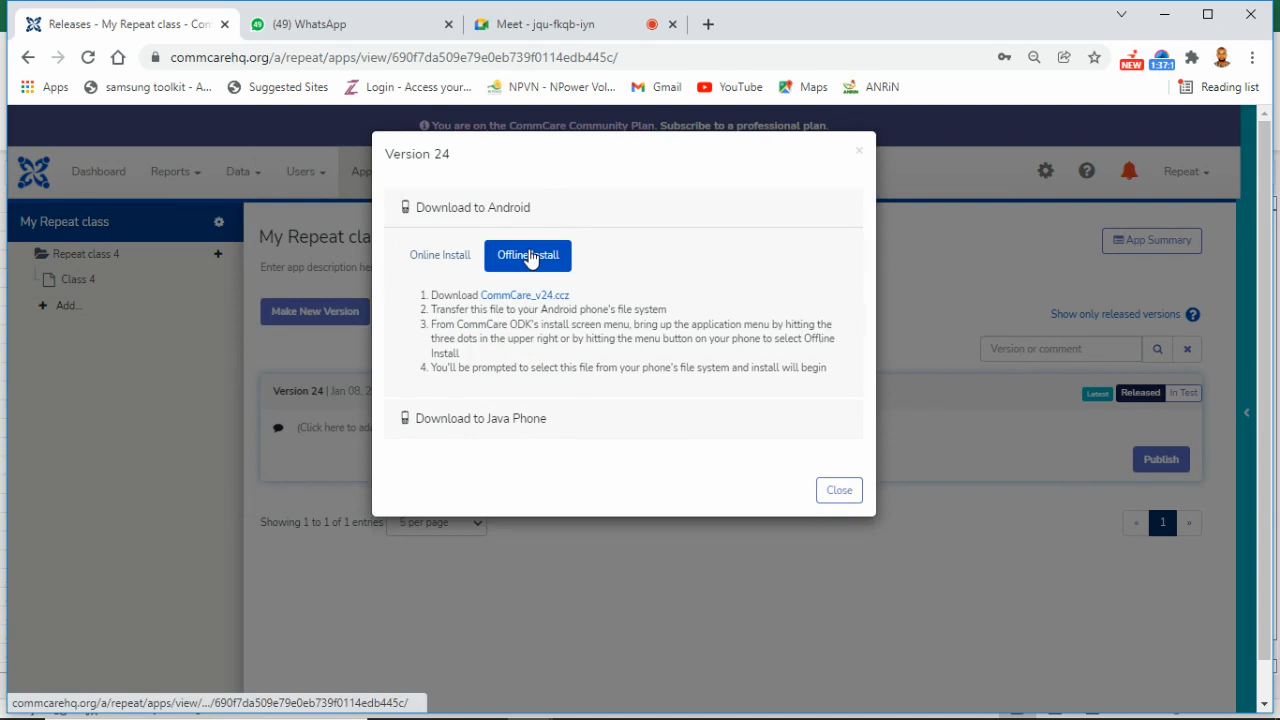 Releases - My Repeat class - Com
(49) WhatsApp
Meet - jqu-fkqb-iyn
commcarehq.org/a/repeat/apps/view/690f7da509e79e0eb739f0114edb445c/
NEW
1:37:1
Apps
samsung toolkit - A...
Suggested Sites
Login - Access your...
NPVN - NPower Vol...
Gmail
YouTube
Maps
ANRiN
Reading list
You are on the CommCare Community Plan. Subscribe to a professional plan.
Dashboard
Reports
Data
Users
App
Repeat
My Repeat class
Repeat class 4
Class 4
Add...
My Repeat cla
Enter app description he
Make New Version
App Summary
Show only released versions
Version or comment
Version 24 | Jan 08, 2
Latest
Released
In Test
(Click here to add
Publish
Showing 1 to 1 of 1 entries
5 per page
«
1
»
Version 24
×
Download to Android
Online Install
Offline Install
1. Download CommCare_v24.ccz
2. Transfer this file to your Android phone's file system
3. From CommCare ODK's install screen menu, bring up the application menu by hitting the
three dots in the upper right or by hitting the menu button on your phone to select Offline
Install
4. You'll be prompted to select this file from your phone's file system and install will begin
Download to Java Phone
Close
commcarehq.org/a/repeat/apps/view/.../690f7da509e79e0eb739f0114edb445c/